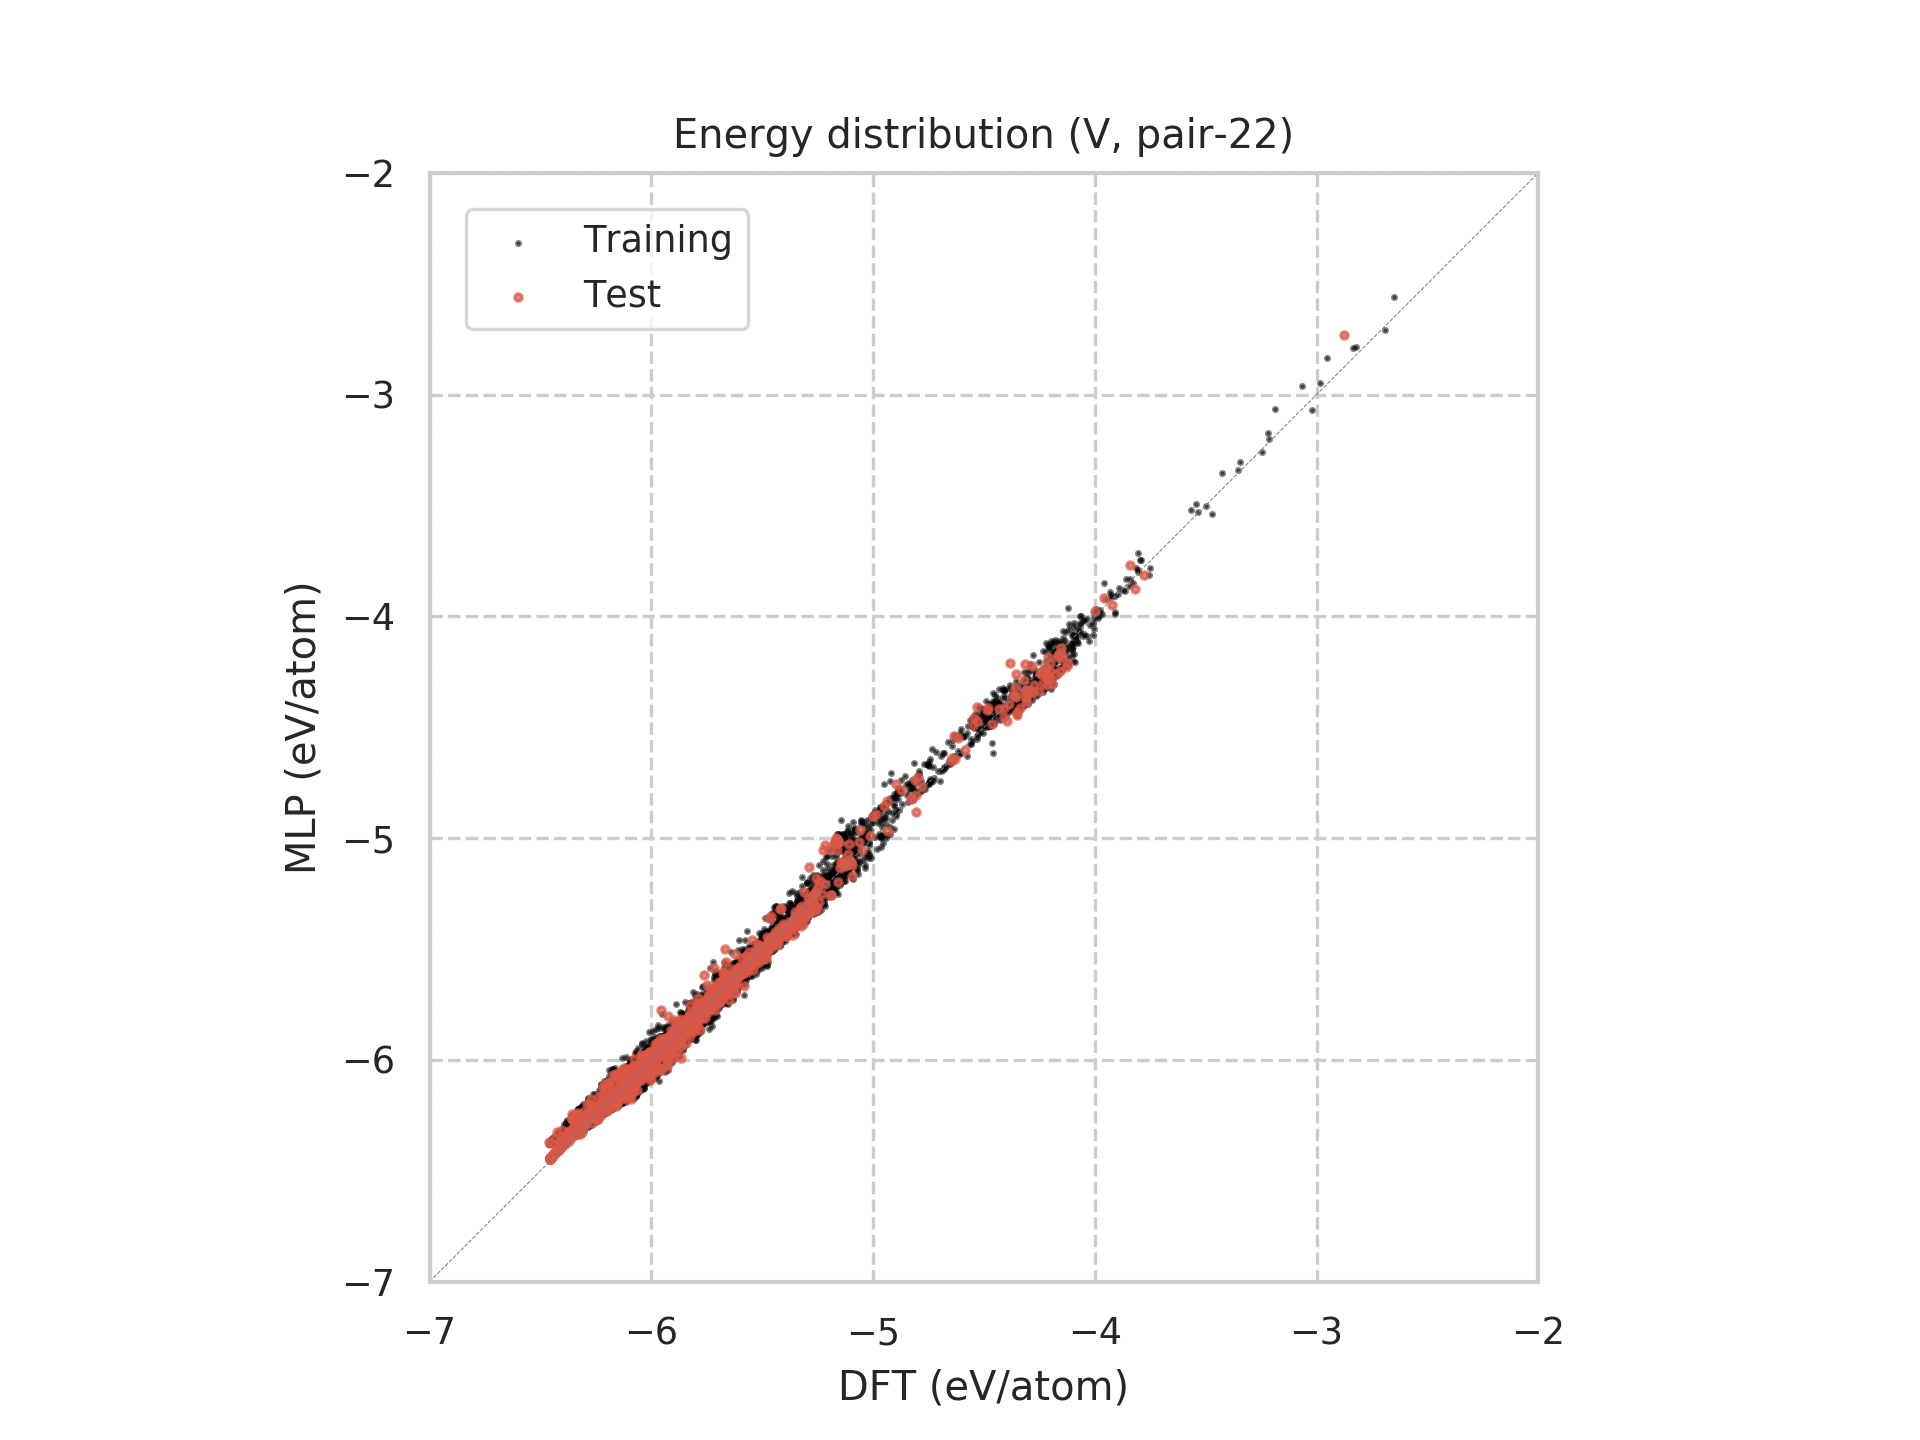 Energy distribution (V, pair-22)
Training
Test
−2
−3
−4
−5
−6
−7
MLP (eV/atom)
−7 −6 −5 −4 −3 −2
DFT (eV/atom)